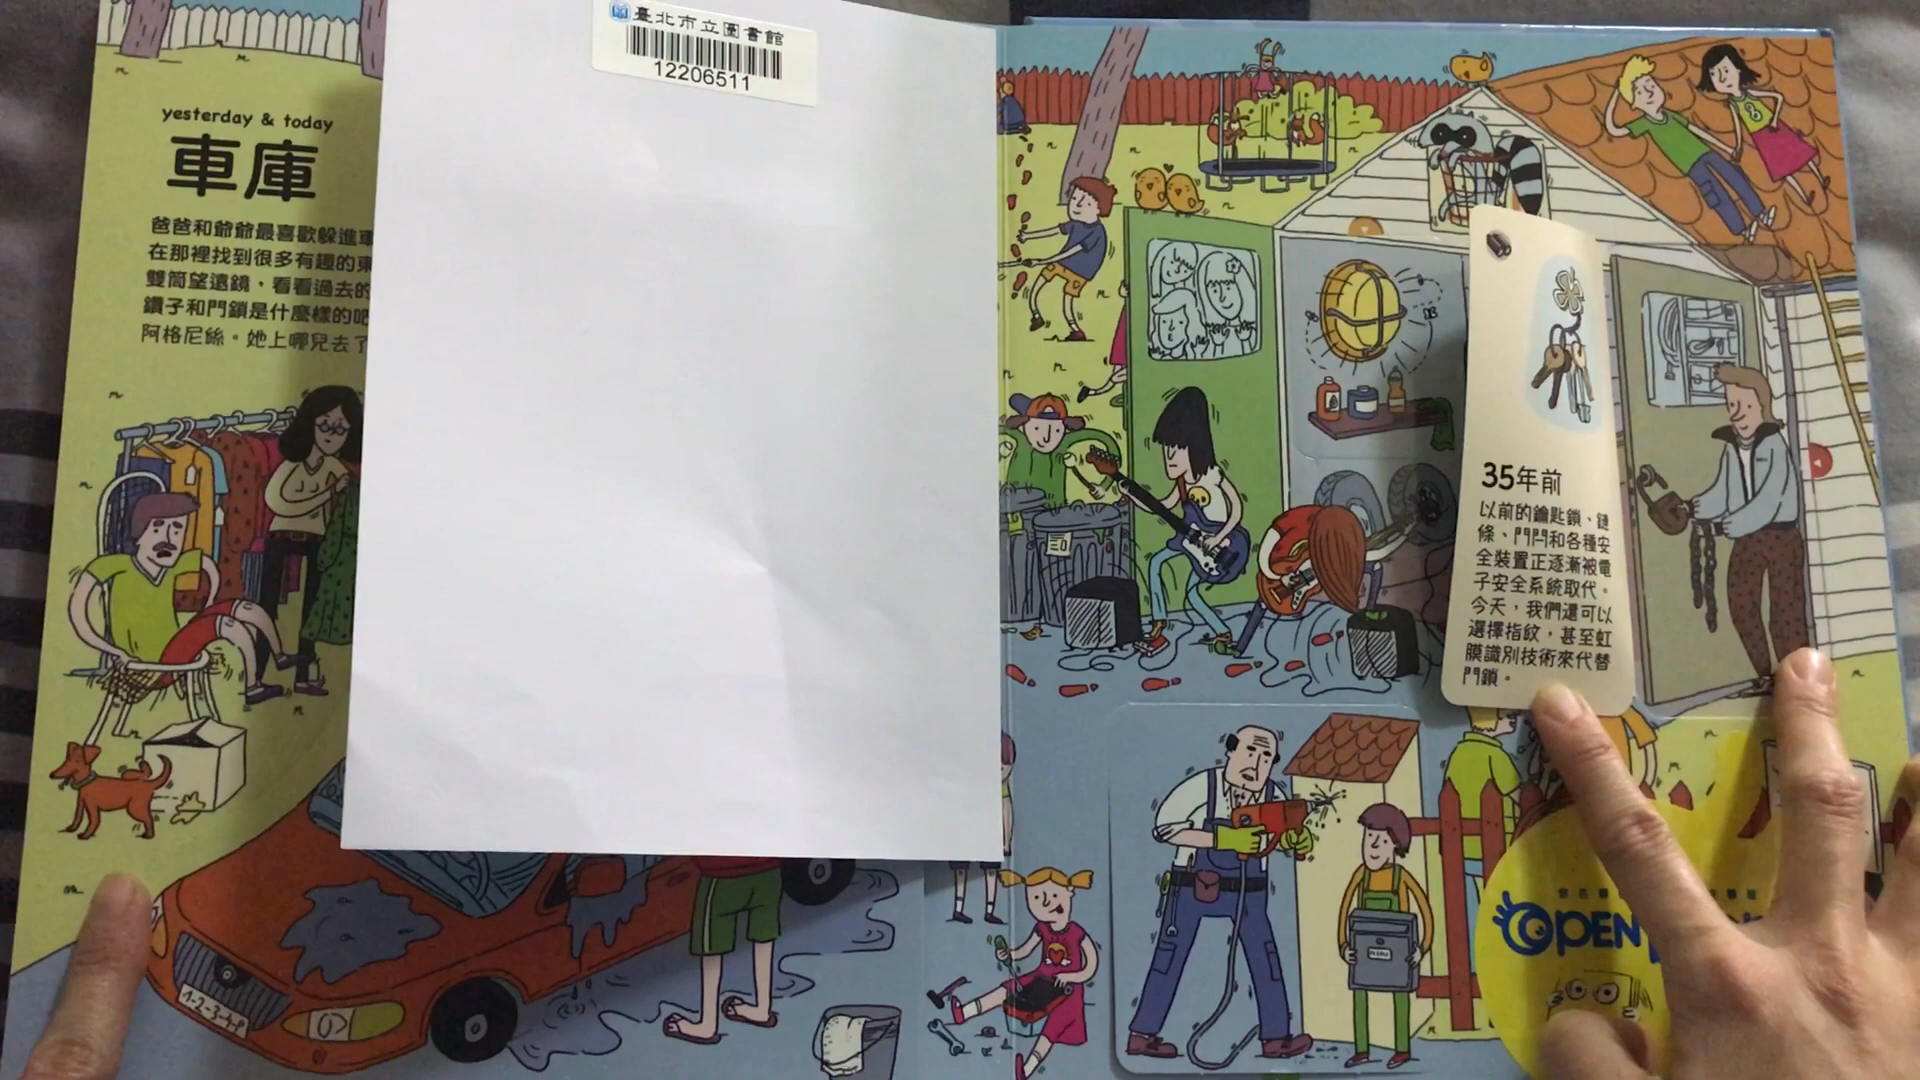 臺北市立圖書館
12206511
yesterday & today
車庫
爸爸和爺爺最喜歡躲進車
在那裡找到很多有趣的東
雙筒望遠鏡，看看過去的
鑽子和門鎖是什麼樣的吧
阿格尼絲。她上哪兒去了
35年前
以前的鑰匙鎖、鏈
條、門閂和各種安
全裝置正逐漸被電
子安全系統取代。
今天，我們還可以
選擇指紋，甚至虹
膜識別技術來代替
門鎖。
1-2-3-4-P
OPEN